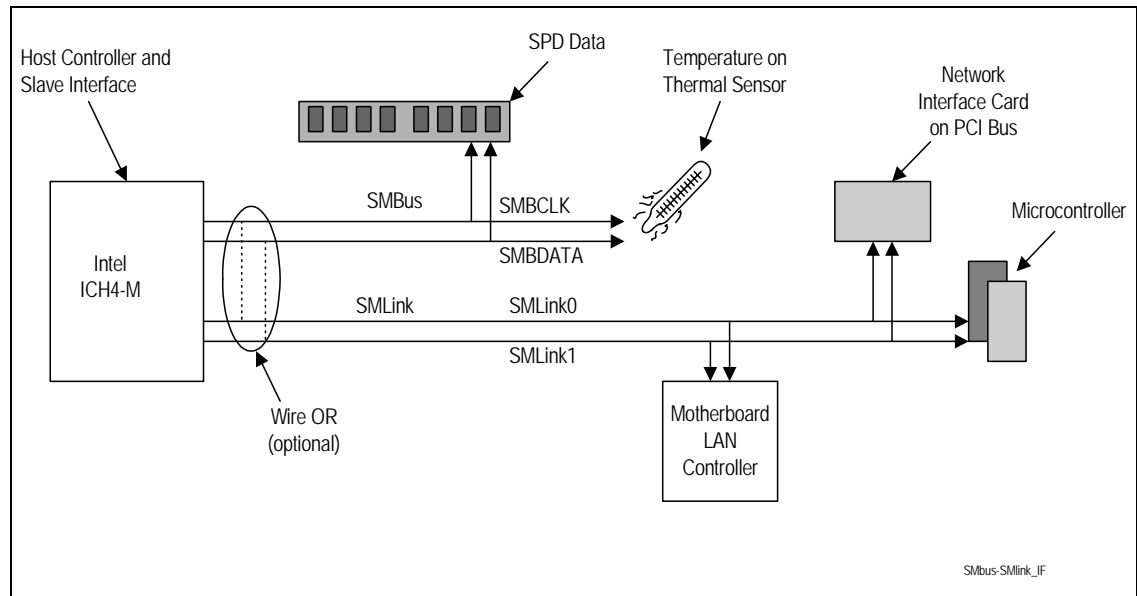 SPD Data
Host Controller and
Slave Interface
Temperature on
Thermal Sensor
Network
Interface Card
on PCI Bus
Microcontroller
SMBus
SMBCLK
SMBDATA
Intel
ICH4-M
SMLink
SMLink0
SMLink1
Wire OR
(optional)
Motherboard
LAN
Controller
SMbus-SMlink_IF